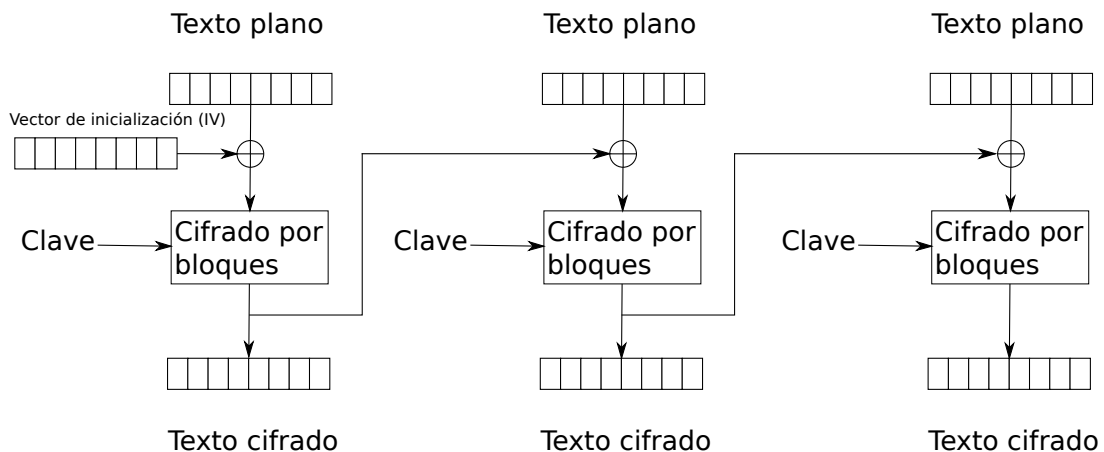 Texto plano
Texto plano
Texto plano
Vector de inicialización (IV)
Clave
Cifrado por
bloques
Clave
Cifrado por
bloques
Clave
Cifrado por
bloques
Texto cifrado
Texto cifrado
Texto cifrado